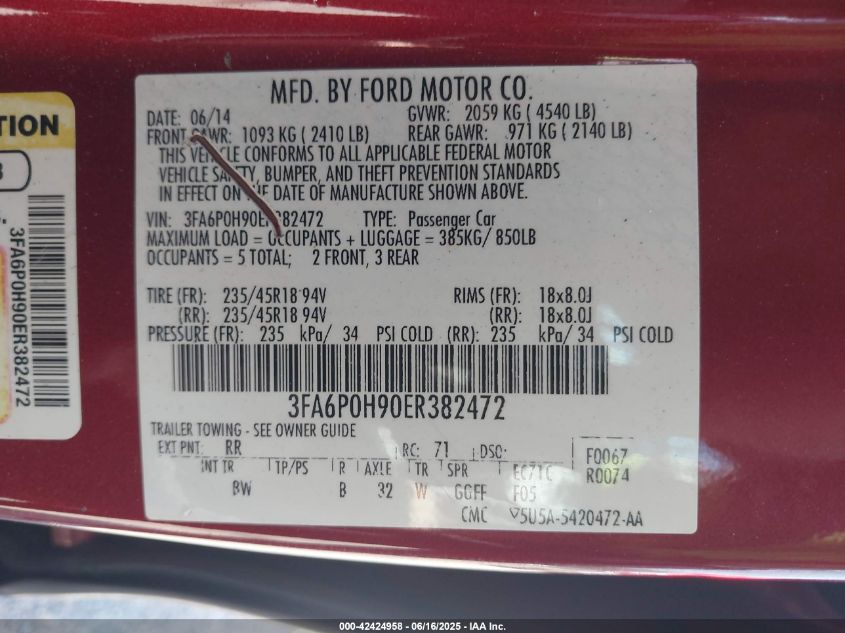 TION
3FA6P0H90ER382472
MFD. BY FORD MOTOR CO.
DATE: 06/14 GVWR: 2059 KG ( 4540 LB)
FRONT GAWR: 1093 KG ( 2410 LB) REAR GAWR: 971 KG ( 2140 LB)
THIS VEHICLE CONFORMS TO ALL APPLICABLE FEDERAL MOTOR
VEHICLE SAFETY, BUMPER, AND THEFT PREVENTION STANDARDS
IN EFFECT ON THE DATE OF MANUFACTURE SHOWN ABOVE.
VIN: 3FA6P0H90ER382472 TYPE: Passenger Car
MAXIMUM LOAD = OCCUPANTS + LUGGAGE = 385KG/ 850LB
OCCUPANTS = 5 TOTAL; 2 FRONT, 3 REAR
TIRE (FR): 235/45R18 94V RIMS (FR): 18x8.0J
(RR): 235/45R18 94V (RR): 18x8.0J
PRESSURE (FR): 235 kPa/ 34 PSI COLD (RR): 235 kPa/ 34 PSI COLD
3FA6P0H90ER382472
TRAILER TOWING - SEE OWNER GUIDE
EXT PNT: RR RC: 71 DSO: F0067
R0074
INT TR TP/PS R AXLE TR SPR EC71C
BW B 32 W GGFF F05
CMC 5U5A-5420472-AA
000-42424958 - 06/16/2025 - IAA Inc.